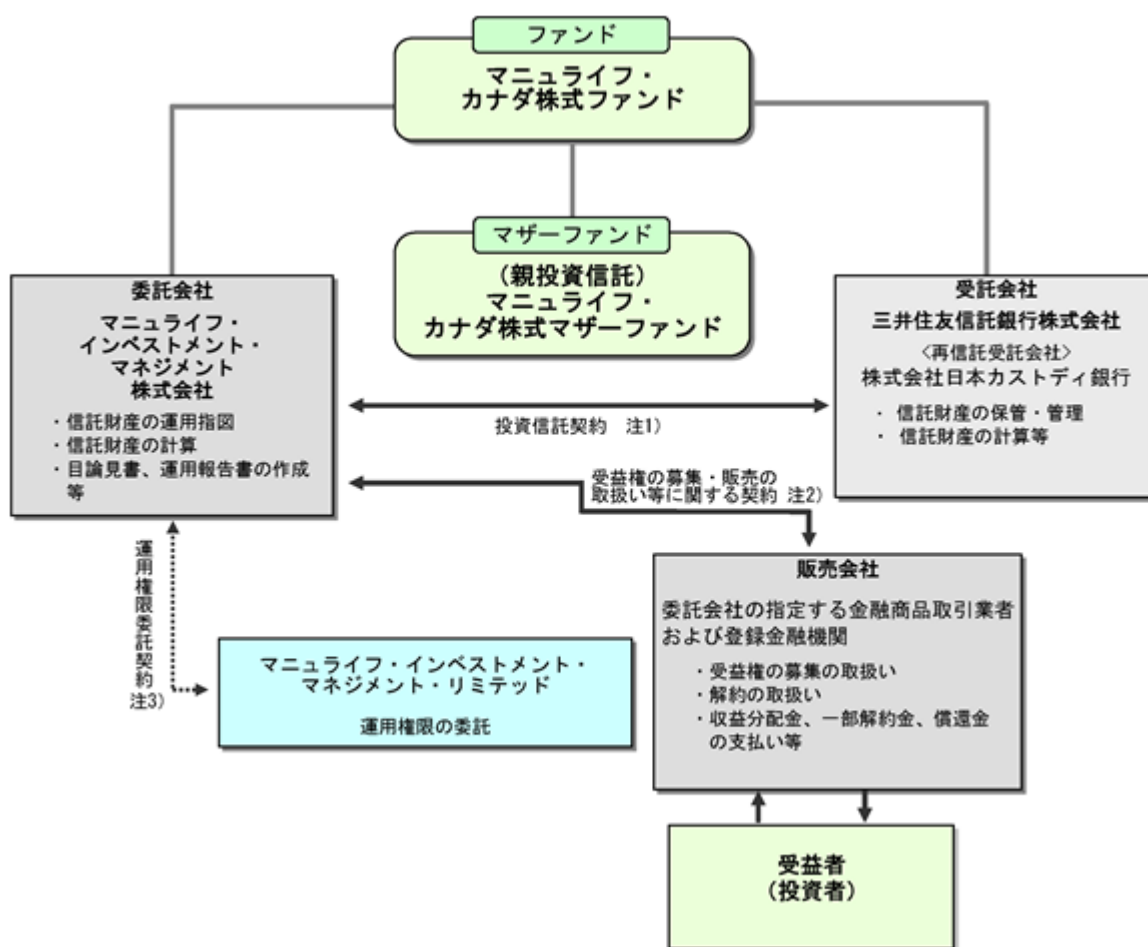 ファンド
マニュライフ・
カナダ株式ファンド
マザーファンド
（親投資信託）
マニュライフ・
カナダ株式マザーファンド
委託会社
マニュライフ・
インベストメント・
マネジメント
株式会社
・信託財産の運用指図
・信託財産の計算
・目論見書、運用報告書の作成
等
受託会社
三井住友信託銀行株式会社
〈再信託受託会社〉
株式会社日本カストディ銀行
・ 信託財産の保管・管理
・ 信託財産の計算等
投資信託契約　注1）
受益権の募集・販売の
取扱い等に関する契約 注2）
運用権限委託契約
注3）
マニュライフ・インベストメント・
マネジメント・リミテッド
運用権限の委託
販売会社
委託会社の指定する金融商品取引業者
および登録金融機関
・受益権の募集の取扱い
・解約の取扱い
・収益分配金、一部解約金、償還金
の支払い等
受益者
（投資者）